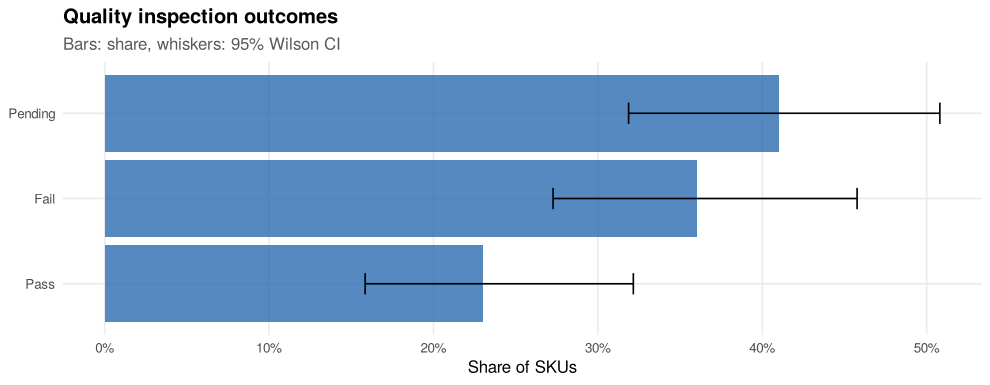 Quality inspection outcomes
Bars: share, whiskers: 95% Wilson CI
Pending
Fail
Pass
0% 10% 20% 30% 40% 50%
Share of SKUs